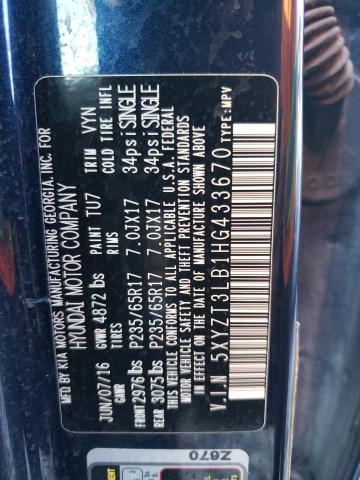 MFD BY KIA MOTORS MANUFACTURING GEORGIA, INC. FOR
HYUNDAI MOTOR COMPANY
JUN/07/16 GVWR 4872 lbs PAINT TU7 TRIM VYN
GAWR TIRES RIMS COLD TIRE INFL
FRONT 2976 lbs P235/65R17 7.0JX17 34psi SINGLE
REAR 3075 lbs P235/65R17 7.0JX17 34psi SINGLE
THIS VEHICLE CONFORMS TO ALL APPLICABLE U.S.A. FEDERAL
MOTOR VEHICLE SAFETY, BUMPER, AND THEFT PREVENTION STANDARDS
IN EFFECT ON THE DATE OF MANUFACTURE SHOWN ABOVE.
V.I.N. 5XYZT3LB1HG433670 TYPE:MPV
Z670